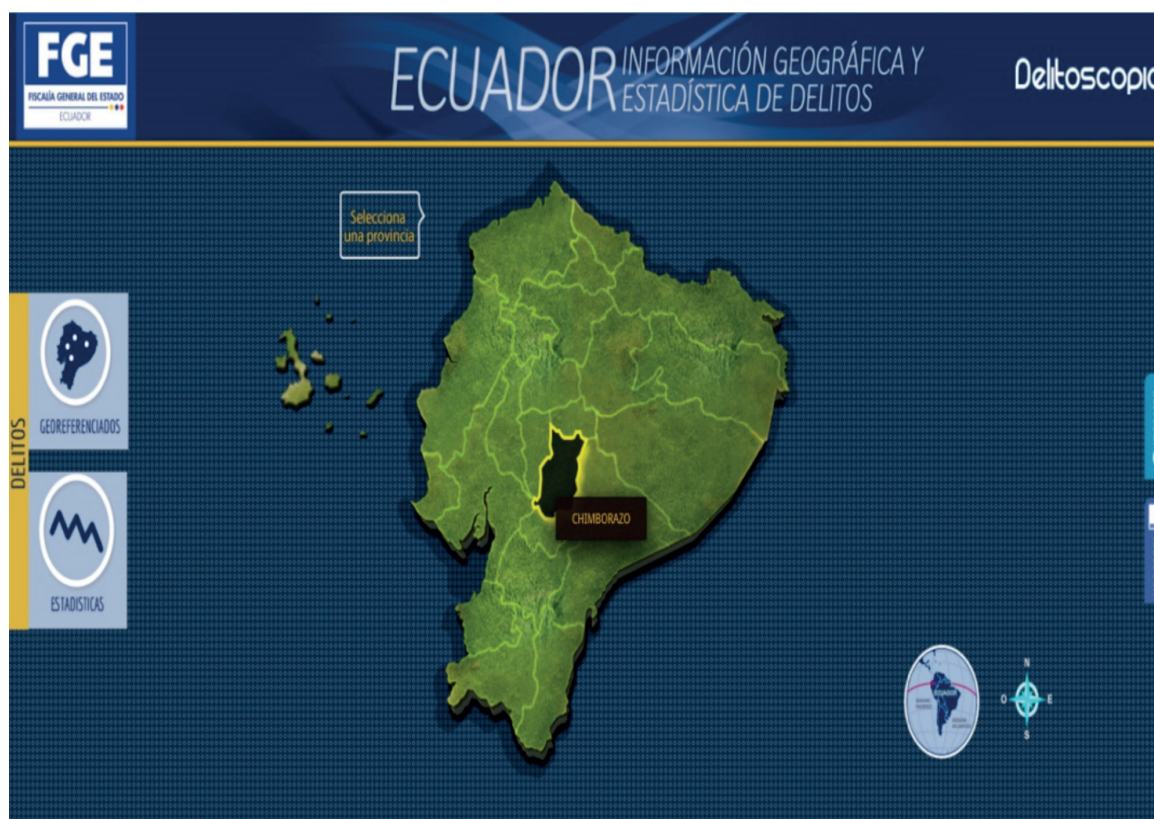 FGE
FISCALÍA GENERAL DEL ESTADO
ECUADOR
ECUADOR INFORMACIÓN GEOGRÁFICA Y
ESTADÍSTICA DE DELITOS
Delitoscopio
Selecciona
una provincia
DELITOS
GEOREFERENCIADOS
ESTADISTICAS
CHIMBORAZO
ECUADOR
N
O
E
S